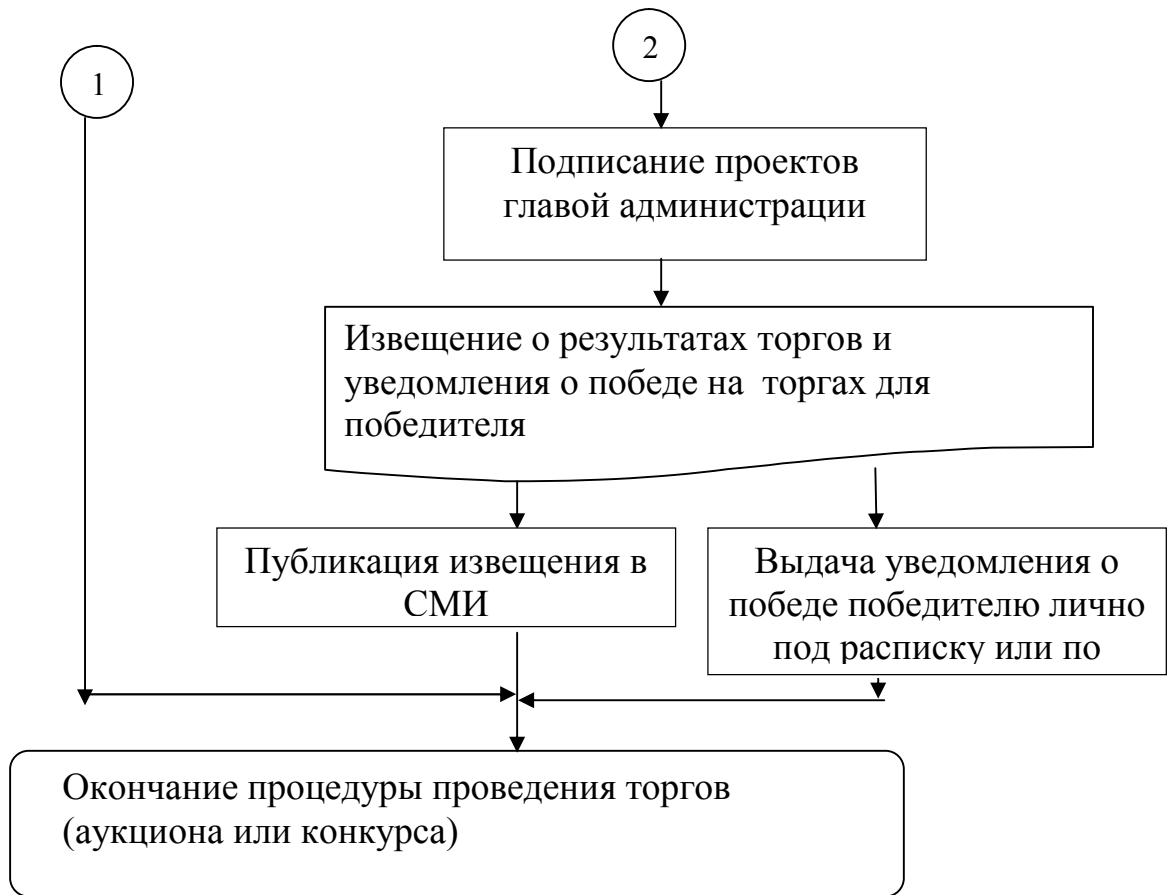 1
2
Подписание проектов
главой администрации
Извещение о результатах торгов и
уведомления о победе на торгах для
победителя
Публикация извещения в
СМИ
Выдача уведомления о
победе победителю лично
под расписку или по
Окончание процедуры проведения торгов
(аукциона или конкурса)